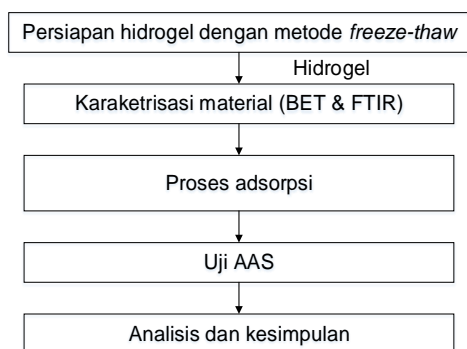 Persiapan hidrogel dengan metode freeze-thaw
Hidrogel
Karaketrisasi material (BET & FTIR)
Proses adsorpsi
Uji AAS
Analisis dan kesimpulan